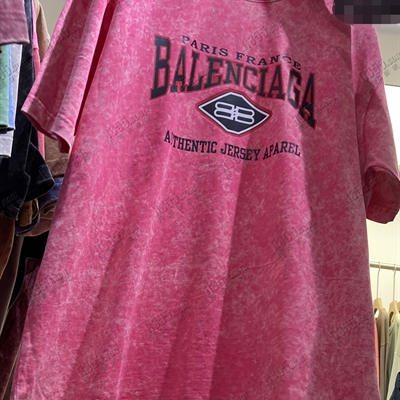 PARIS FRANCE
BALENCIAGA
BB
AUTHENTIC JERSEY APAREL